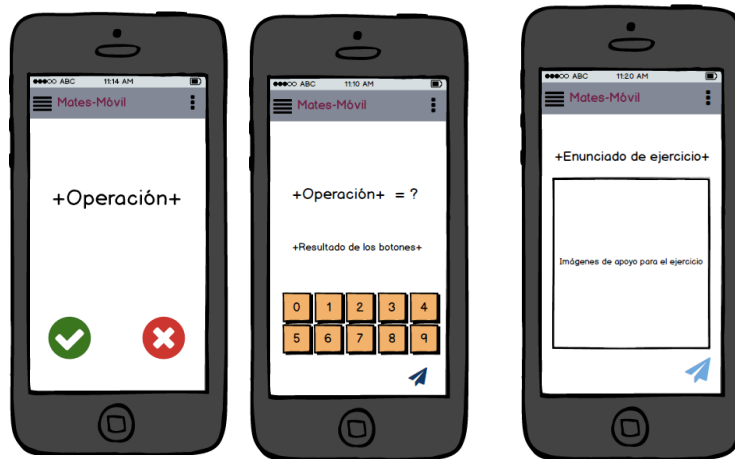 ●●●○○ ABC 11:14 AM
Mates-Móvil
+Operación+
●●●○○ ABC 11:10 AM
Mates-Móvil
+Operación+ = ?
+Resultado de los botones+
0 1 2 3 4
5 6 7 8 9
●●●○○ ABC 11:20 AM
Mates-Móvil
+Enunciado de ejercicio+
Imágenes de apoyo para el ejercicio